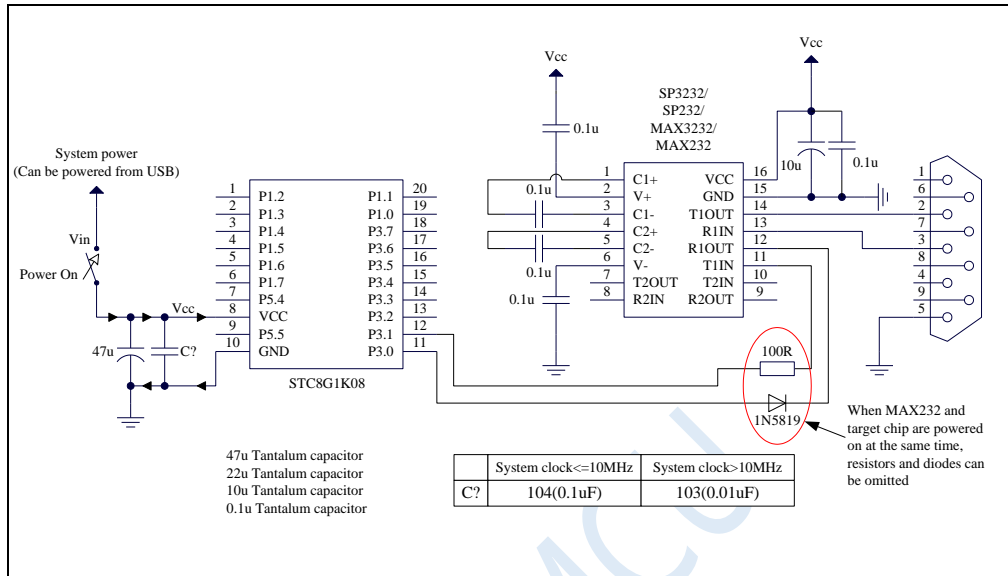 Vcc
Vcc
SP3232/
SP232/
MAX3232/
MAX232
0.1u
10u
0.1u
System power
(Can be powered from USB)
Vin
Power On
Vcc
47u
C?
1 P1.2 P1.1 20
2 P1.3 P1.0 19
3 P1.4 P3.7 18
4 P1.5 P3.6 17
5 P1.6 P3.5 16
6 P1.7 P3.4 15
7 P5.4 P3.3 14
8 VCC P3.2 13
9 P5.5 P3.1 12
10 GND P3.0 11
STC8G1K08
0.1u
0.1u
0.1u
1 C1+ VCC 16
2 V+ GND 15
3 C1- T1OUT 14
4 C2+ R1IN 13
5 C2- R1OUT 12
6 V- T1IN 11
7 T2OUT T2IN 10
8 R2IN R2OUT 9
1
6
2
7
3
8
4
9
5
100R
1N5819
When MAX232 and
target chip are powered
on at the same time,
resistors and diodes can
be omitted
47u Tantalum capacitor
22u Tantalum capacitor
10u Tantalum capacitor
0.1u Tantalum capacitor
System clock<=10MHz System clock>10MHz
C? 104(0.1uF) 103(0.01uF)
MCU